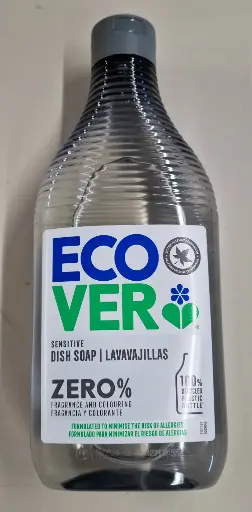 ECO
VER
SENSITIVE
DISH SOAP | LAVAVAJILLAS
ZERO%
FRAGRANCE AND COLOURING
FRAGANCIA Y COLORANTE
100%
RECYCLED
PLASTIC
BOTTLE
FORMULATED TO MINIMISE THE RISK OF ALLERGIES
FORMULADO PARA MINIMIZAR EL RIESGO DE ALERGIAS